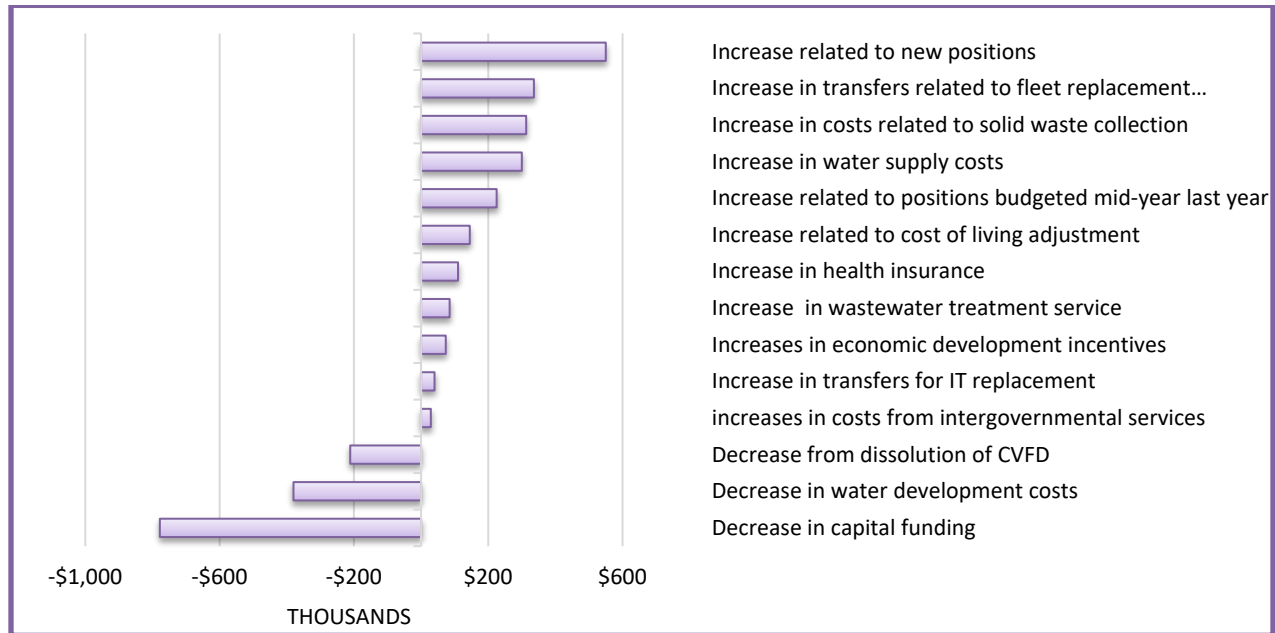 Increase related to new positions
Increase in transfers related to fleet replacement…
Increase in costs related to solid waste collection
Increase in water supply costs
Increase related to positions budgeted mid-year last year
Increase related to cost of living adjustment
Increase in health insurance
Increase  in wastewater treatment service
Increases in economic development incentives
Increase in transfers for IT replacement
increases in costs from intergovernmental services
Decrease from dissolution of CVFD
Decrease in water development costs
Decrease in capital funding
-$1,000 -$600 -$200 $200 $600
THOUSANDS